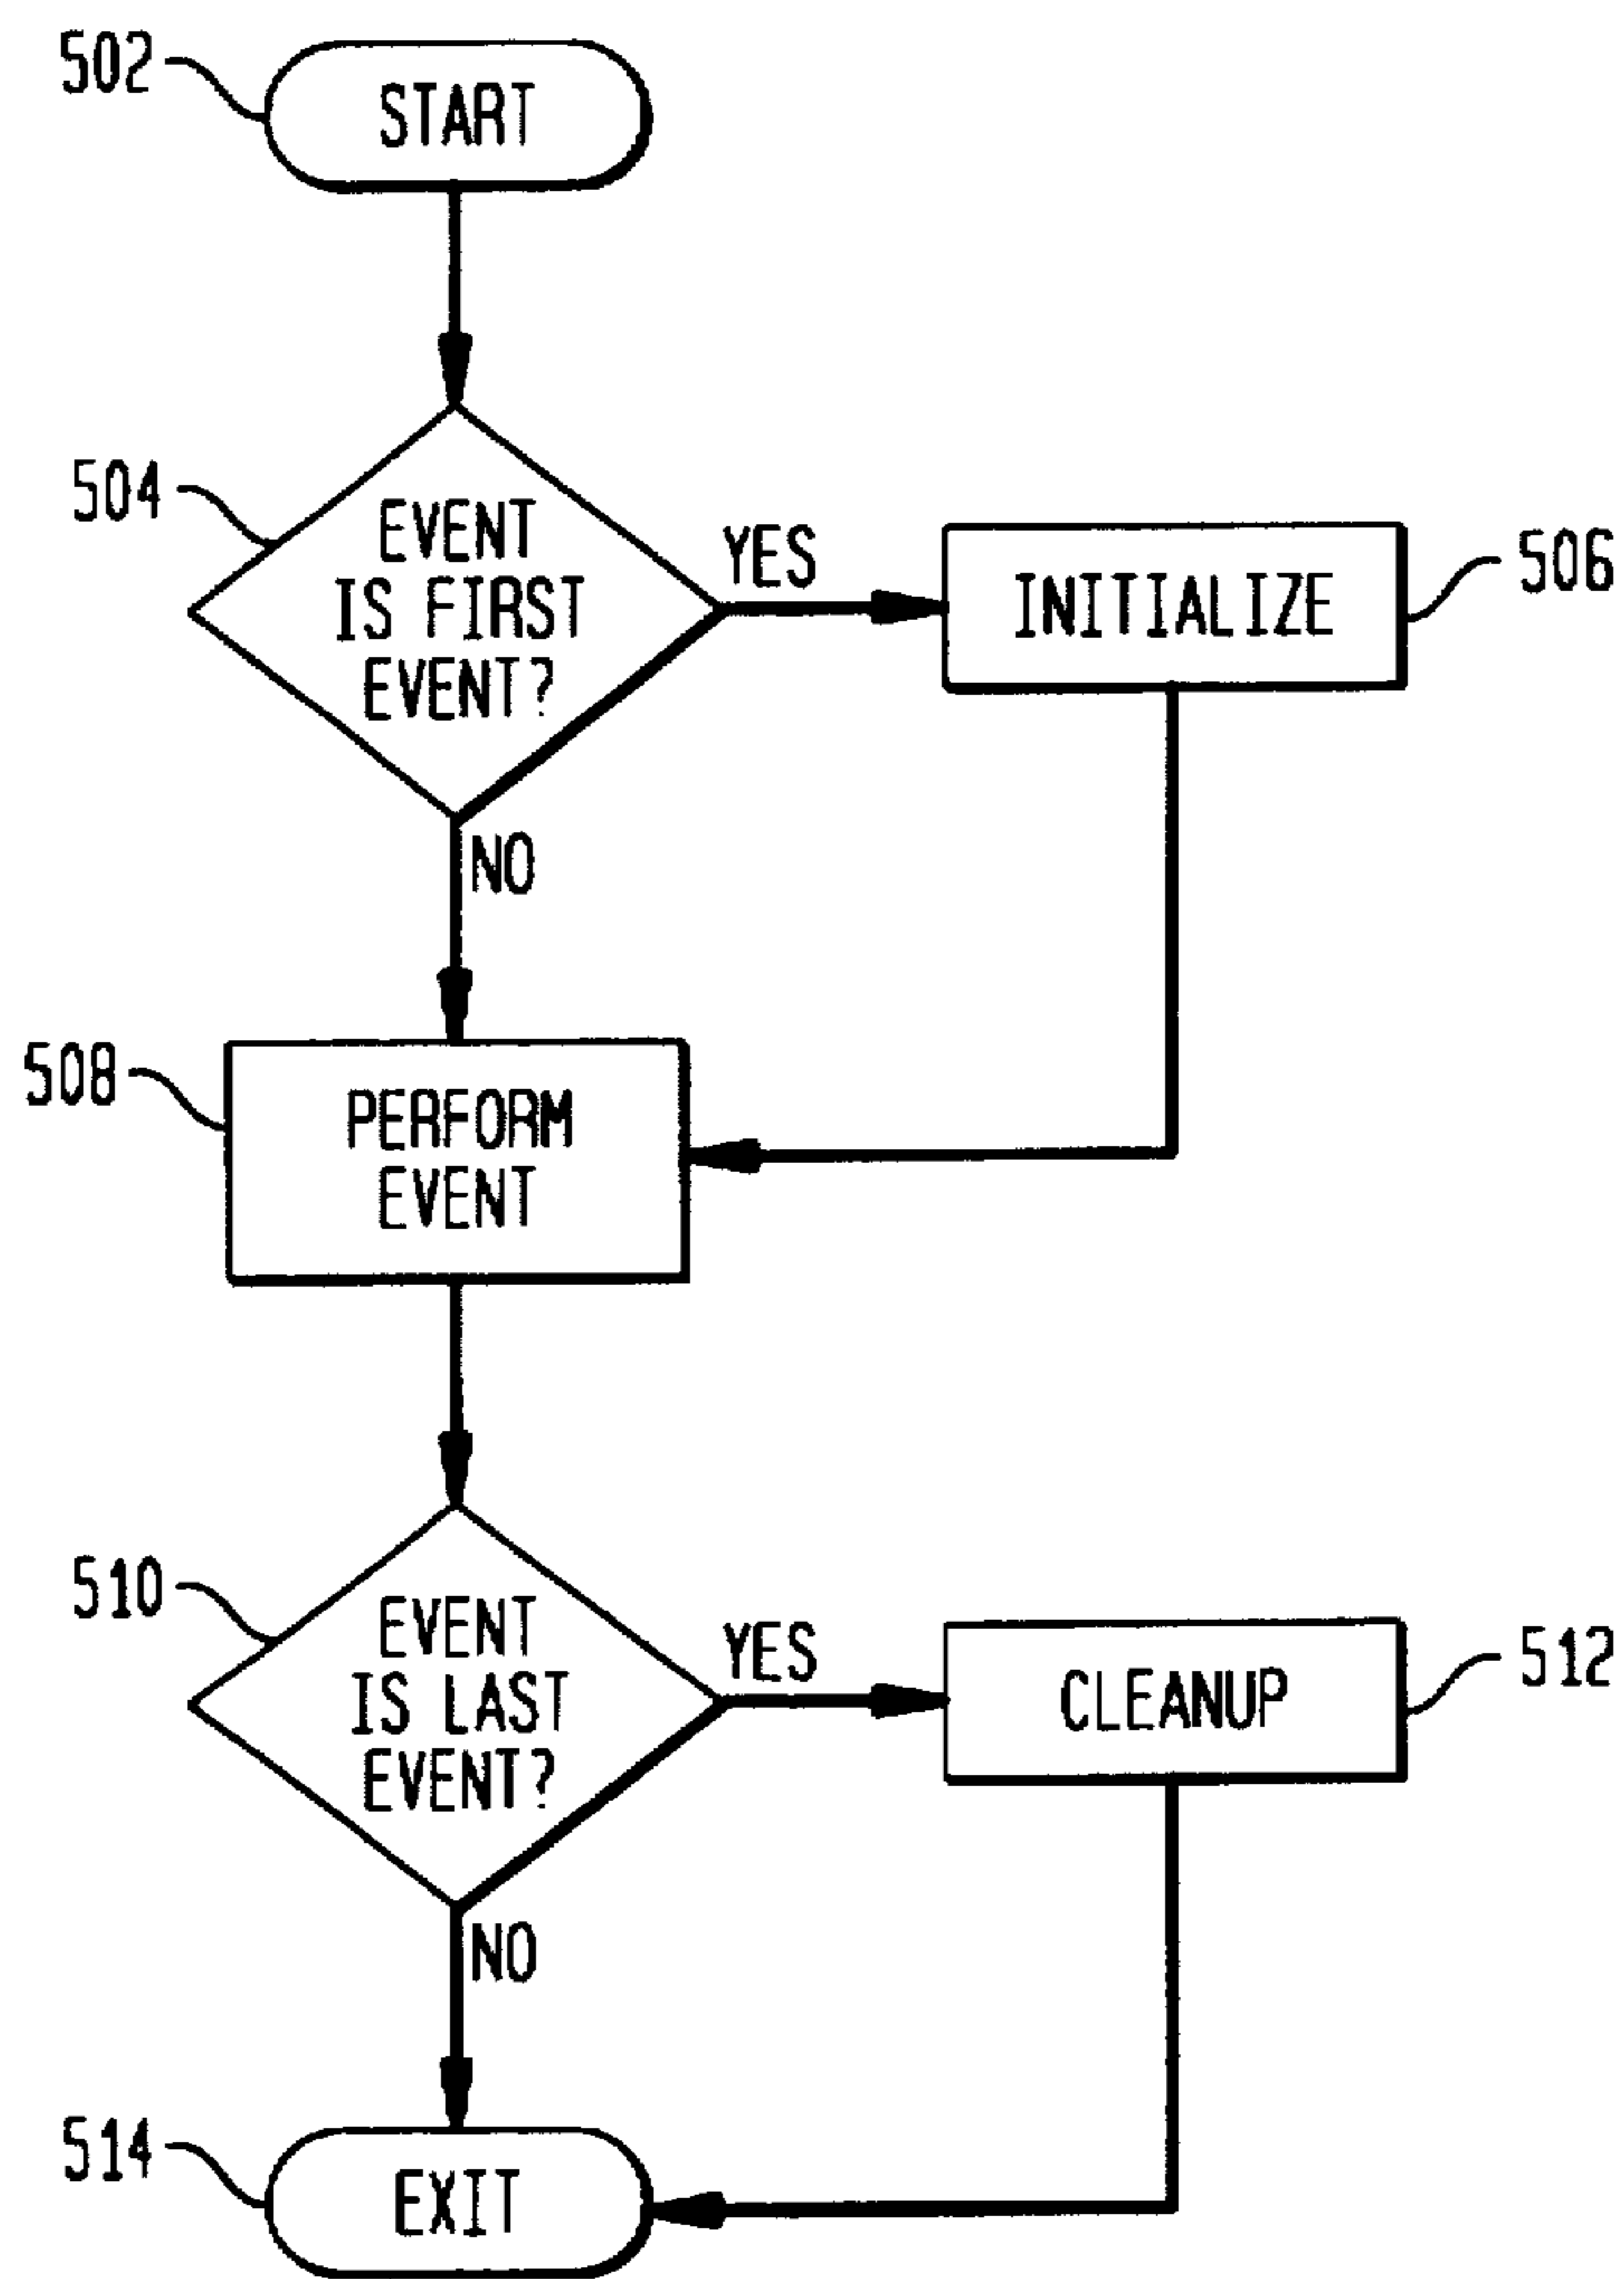 502
START
504
EVENT
IS FIRST
EVENT?
YES
INITIALIZE
506
NO
508
PERFORM
EVENT
510
EVENT
IS LAST
EVENT?
YES
CLEANUP
512
NO
514
EXIT